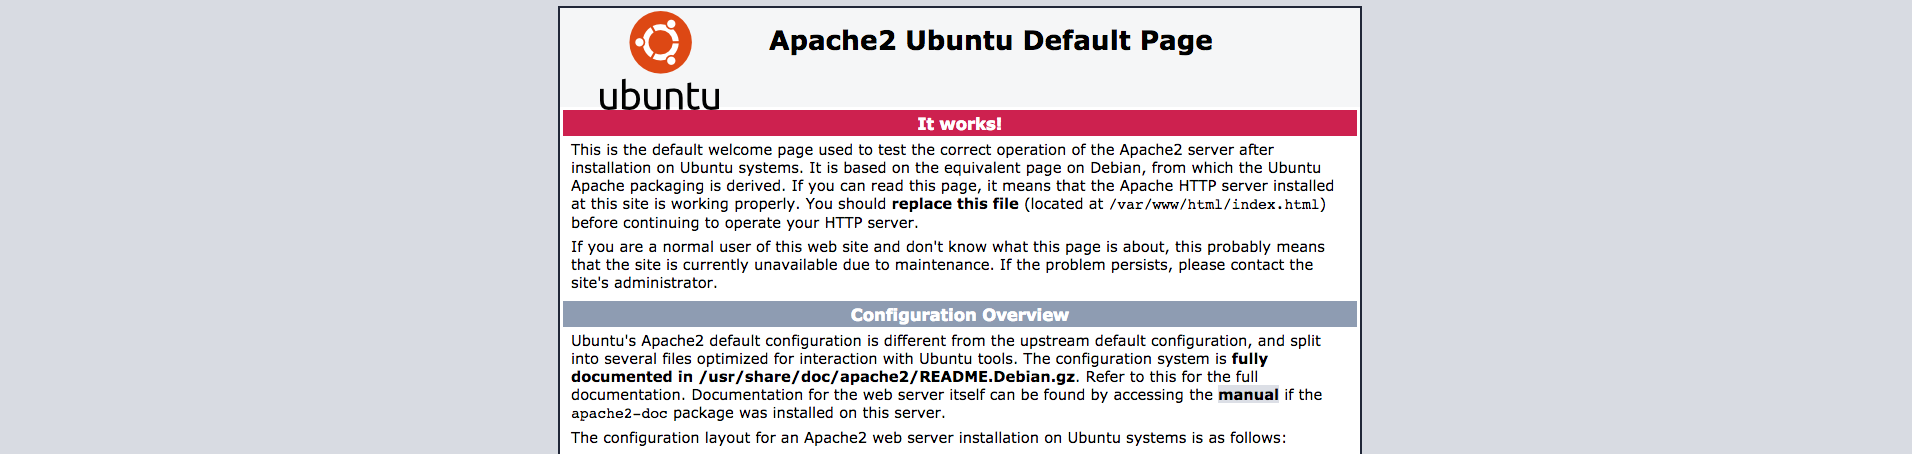 Apache2 Ubuntu Default Page
ubuntu
It works!
This is the default welcome page used to test the correct operation of the Apache2 server after
installation on Ubuntu systems. It is based on the equivalent page on Debian, from which the Ubuntu
Apache packaging is derived. If you can read this page, it means that the Apache HTTP server installed
at this site is working properly. You should replace this file (located at /var/www/html/index.html)
before continuing to operate your HTTP server.
If you are a normal user of this web site and don't know what this page is about, this probably means
that the site is currently unavailable due to maintenance. If the problem persists, please contact the
site's administrator.
Configuration Overview
Ubuntu's Apache2 default configuration is different from the upstream default configuration, and split
into several files optimized for interaction with Ubuntu tools. The configuration system is fully
documented in /usr/share/doc/apache2/README.Debian.gz. Refer to this for the full
documentation. Documentation for the web server itself can be found by accessing the manual if the
apache2-doc package was installed on this server.
The configuration layout for an Apache2 web server installation on Ubuntu systems is as follows: